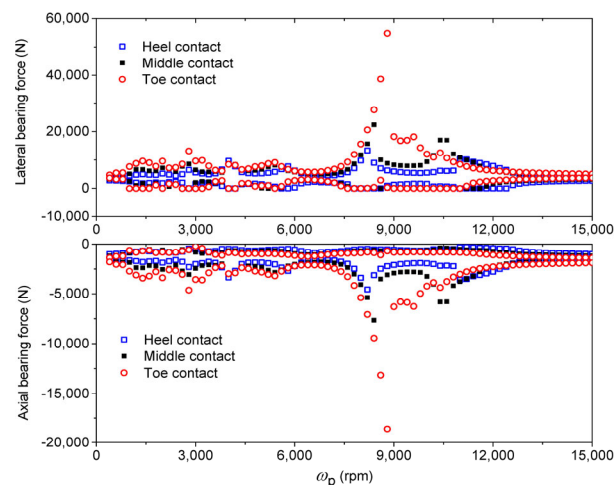 60,000
40,000
20,000
0
-10,000
Lateral bearing force (N)
Heel contact
Middle contact
Toe contact
0
-5,000
-10,000
-15,000
-20,000
Axial bearing force (N)
Heel contact
Middle contact
Toe contact
0 3,000 6,000 9,000 12,000 15,000
ωp (rpm)